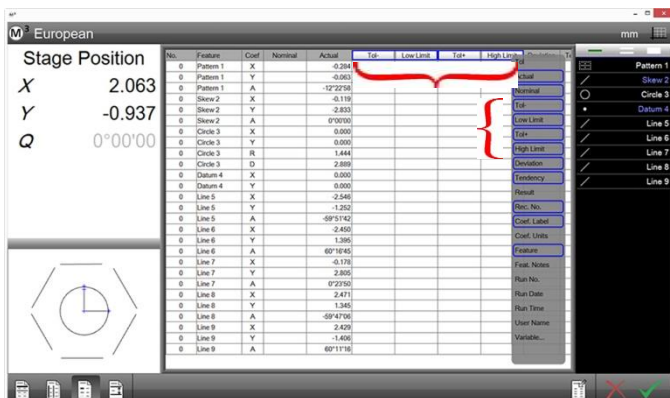 M³ European
mm
Stage Position
X 2.063
Y -0.937
Q 0°00'00
No. Feature Coef Nominal Actual Tol- Low Limit Tol+ High Limit Deviation
0 Pattern 1 X -0.284
0 Pattern 1 Y -0.063
0 Pattern 1 A -12°22'58
0 Skew 2 X -0.119
0 Skew 2 Y -2.833
0 Skew 2 A 0°00'00
0 Circle 3 X 0.000
0 Circle 3 Y 0.000
0 Circle 3 R 1.444
0 Circle 3 D 2.889
0 Datum 4 X 0.000
0 Datum 4 Y 0.000
0 Line 5 X -2.546
0 Line 5 Y -1.252
0 Line 5 A -59°51'42
0 Line 6 X -2.450
0 Line 6 Y 1.395
0 Line 6 A 60°16'45
0 Line 7 X -0.178
0 Line 7 Y 2.805
0 Line 7 A 0°23'50
0 Line 8 X 2.471
0 Line 8 Y 1.345
0 Line 8 A -59°47'06
0 Line 9 X 2.429
0 Line 9 Y -1.406
0 Line 9 A 60°11'16
Tol
Actual
Nominal
Tol-
Low Limit
Tol+
High Limit
Deviation
Tendency
Result
Rec. No.
Coef. Label
Coef. Units
Feature
Feat. Notes
Run No.
Run Date
Run Time
User Name
Variable...
Pattern 1
Skew 2
Circle 3
Datum 4
Line 5
Line 6
Line 7
Line 8
Line 9